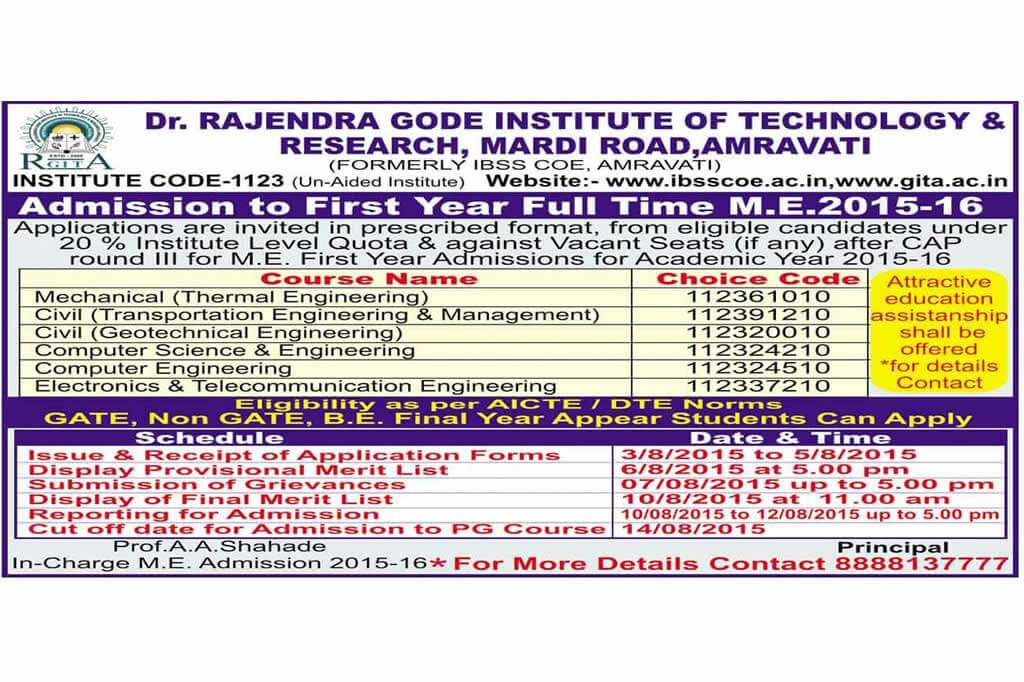 RGITA
ESTD - 2009
Dr. RAJENDRA GODE INSTITUTE OF TECHNOLOGY &
RESEARCH, MARDI ROAD,AMRAVATI
(FORMERLY IBSS COE, AMRAVATI)
INSTITUTE CODE-1123 (Un-Aided Institute) Website:- www.ibsscoe.ac.in,www.gita.ac.in
Admission to First Year Full Time M.E.2015-16
Applications are invited in prescribed format, from eligible candidates under
20 % Institute Level Quota & against Vacant Seats (if any) after CAP
round III for M.E. First Year Admissions for Academic Year 2015-16
Course Name Choice Code
Mechanical (Thermal Engineering) 112361010
Civil (Transportation Engineering & Management) 112391210
Civil (Geotechnical Engineering) 112320010
Computer Science & Engineering 112324210
Computer Engineering 112324510
Electronics & Telecommunication Engineering 112337210
Attractive
education
assistanship
shall be
offered
*for details
Contact
Eligibility as per AICTE / DTE Norms
GATE, Non GATE, B.E. Final Year Appear Students Can Apply
Schedule Date & Time
Issue & Receipt of Application Forms 3/8/2015 to 5/8/2015
Display Provisional Merit List 6/8/2015 at 5.00 pm
Submission of Grievances 07/08/2015 up to 5.00 pm
Display of Final Merit List 10/8/2015 at 11.00 am
Reporting for Admission 10/08/2015 to 12/08/2015 up to 5.00 pm
Cut off date for Admission to PG Course 14/08/2015
Prof.A.A.Shahade Principal
In-Charge M.E. Admission 2015-16 * For More Details Contact 8888137777